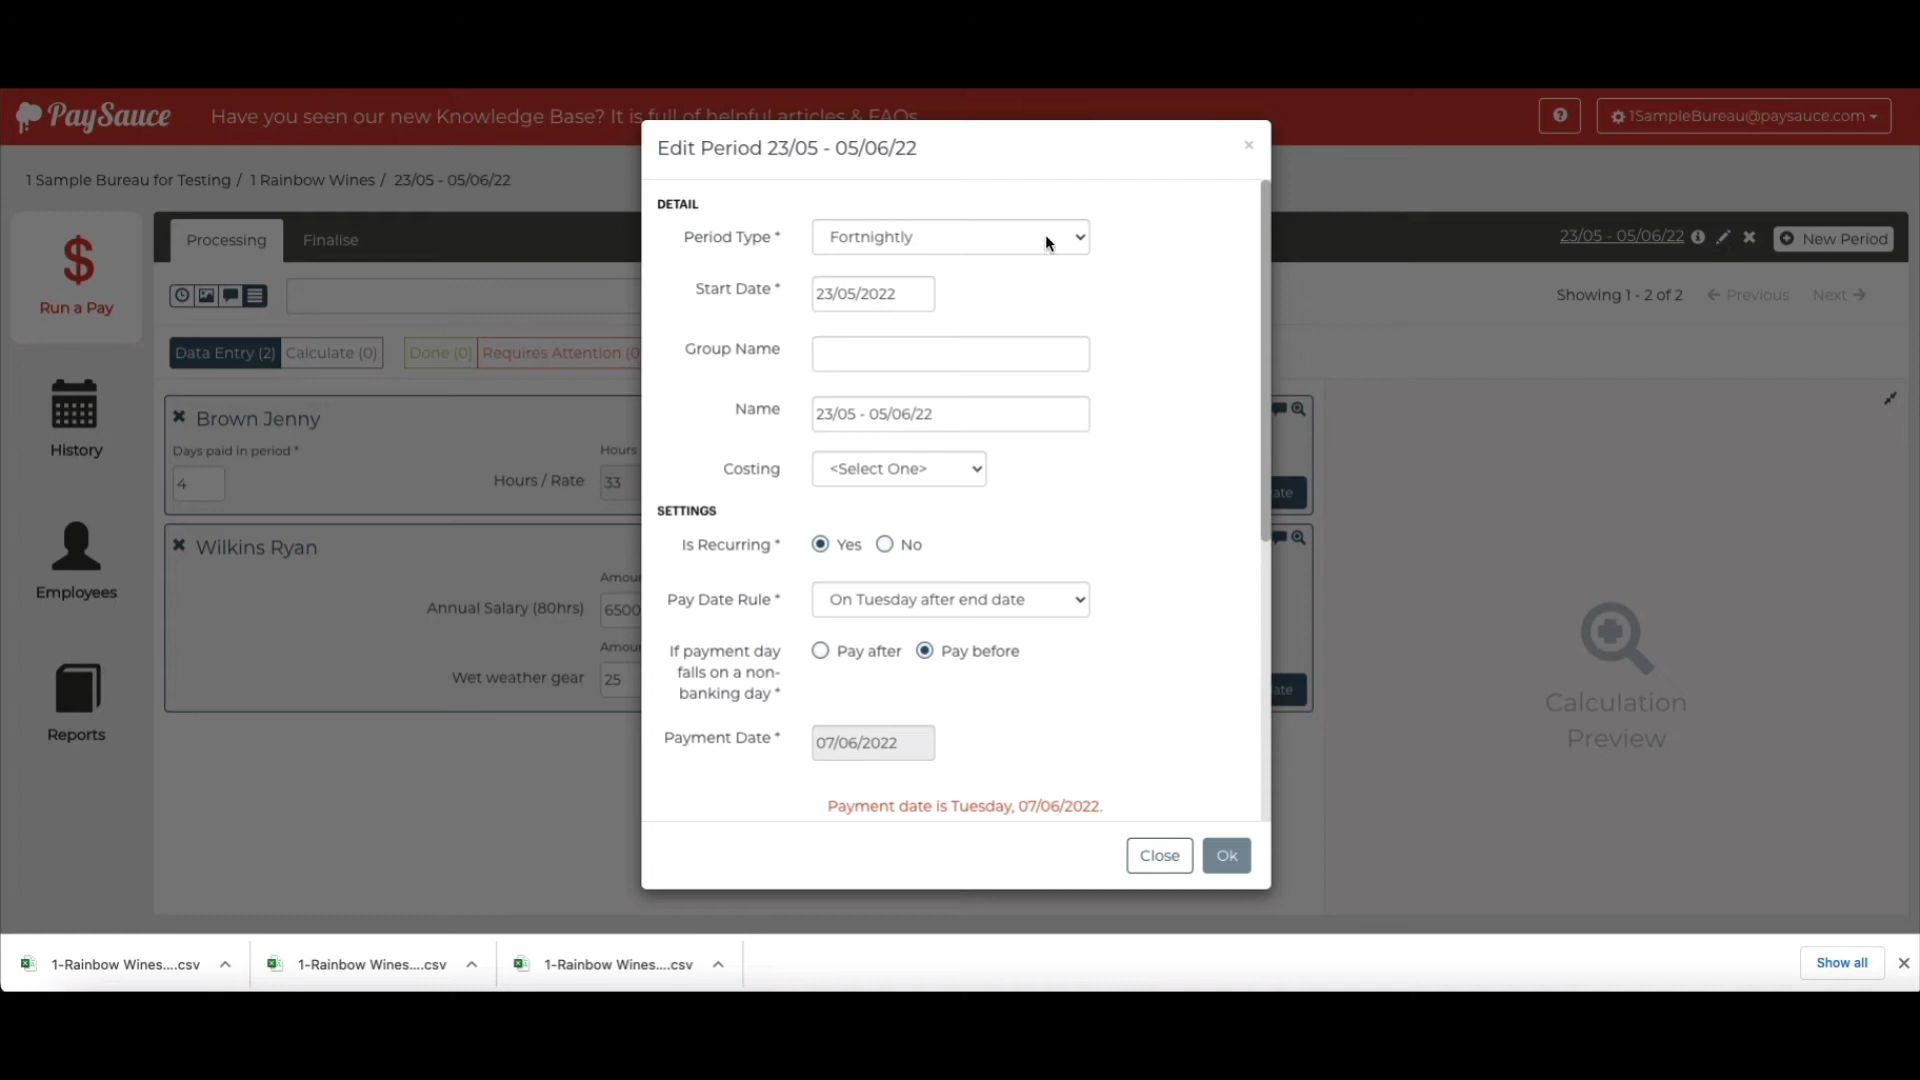 PaySauce
Have you seen our new Knowledge Base? It is full of helpful articles & FAQs
1SampleBureau@paysauce.com
1 Sample Bureau for Testing / 1 Rainbow Wines / 23/05 - 05/06/22
Run a Pay
History
Employees
Reports
Processing
Finalise
23/05 - 05/06/22
New Period
Showing 1 - 2 of 2
Previous
Next
Data Entry (2)
Calculate (0)
Done (0)
Requires Attention (0
Brown Jenny
Days paid in period *
4
Hours
Hours / Rate
33
Wilkins Ryan
Annual Salary (80hrs)
6500
Wet weather gear
25
Calculation
Preview
Edit Period 23/05 - 05/06/22
×
DETAIL
Period Type *
Fortnightly
Start Date *
23/05/2022
Group Name
Name
23/05 - 05/06/22
Costing
<Select One>
SETTINGS
Is Recurring *
Yes
No
Pay Date Rule *
On Tuesday after end date
If payment day
falls on a non-
banking day *
Pay after
Pay before
Payment Date *
07/06/2022
Payment date is Tuesday, 07/06/2022.
Close
Ok
1-Rainbow Wines....csv
1-Rainbow Wines....csv
1-Rainbow Wines....csv
Show all